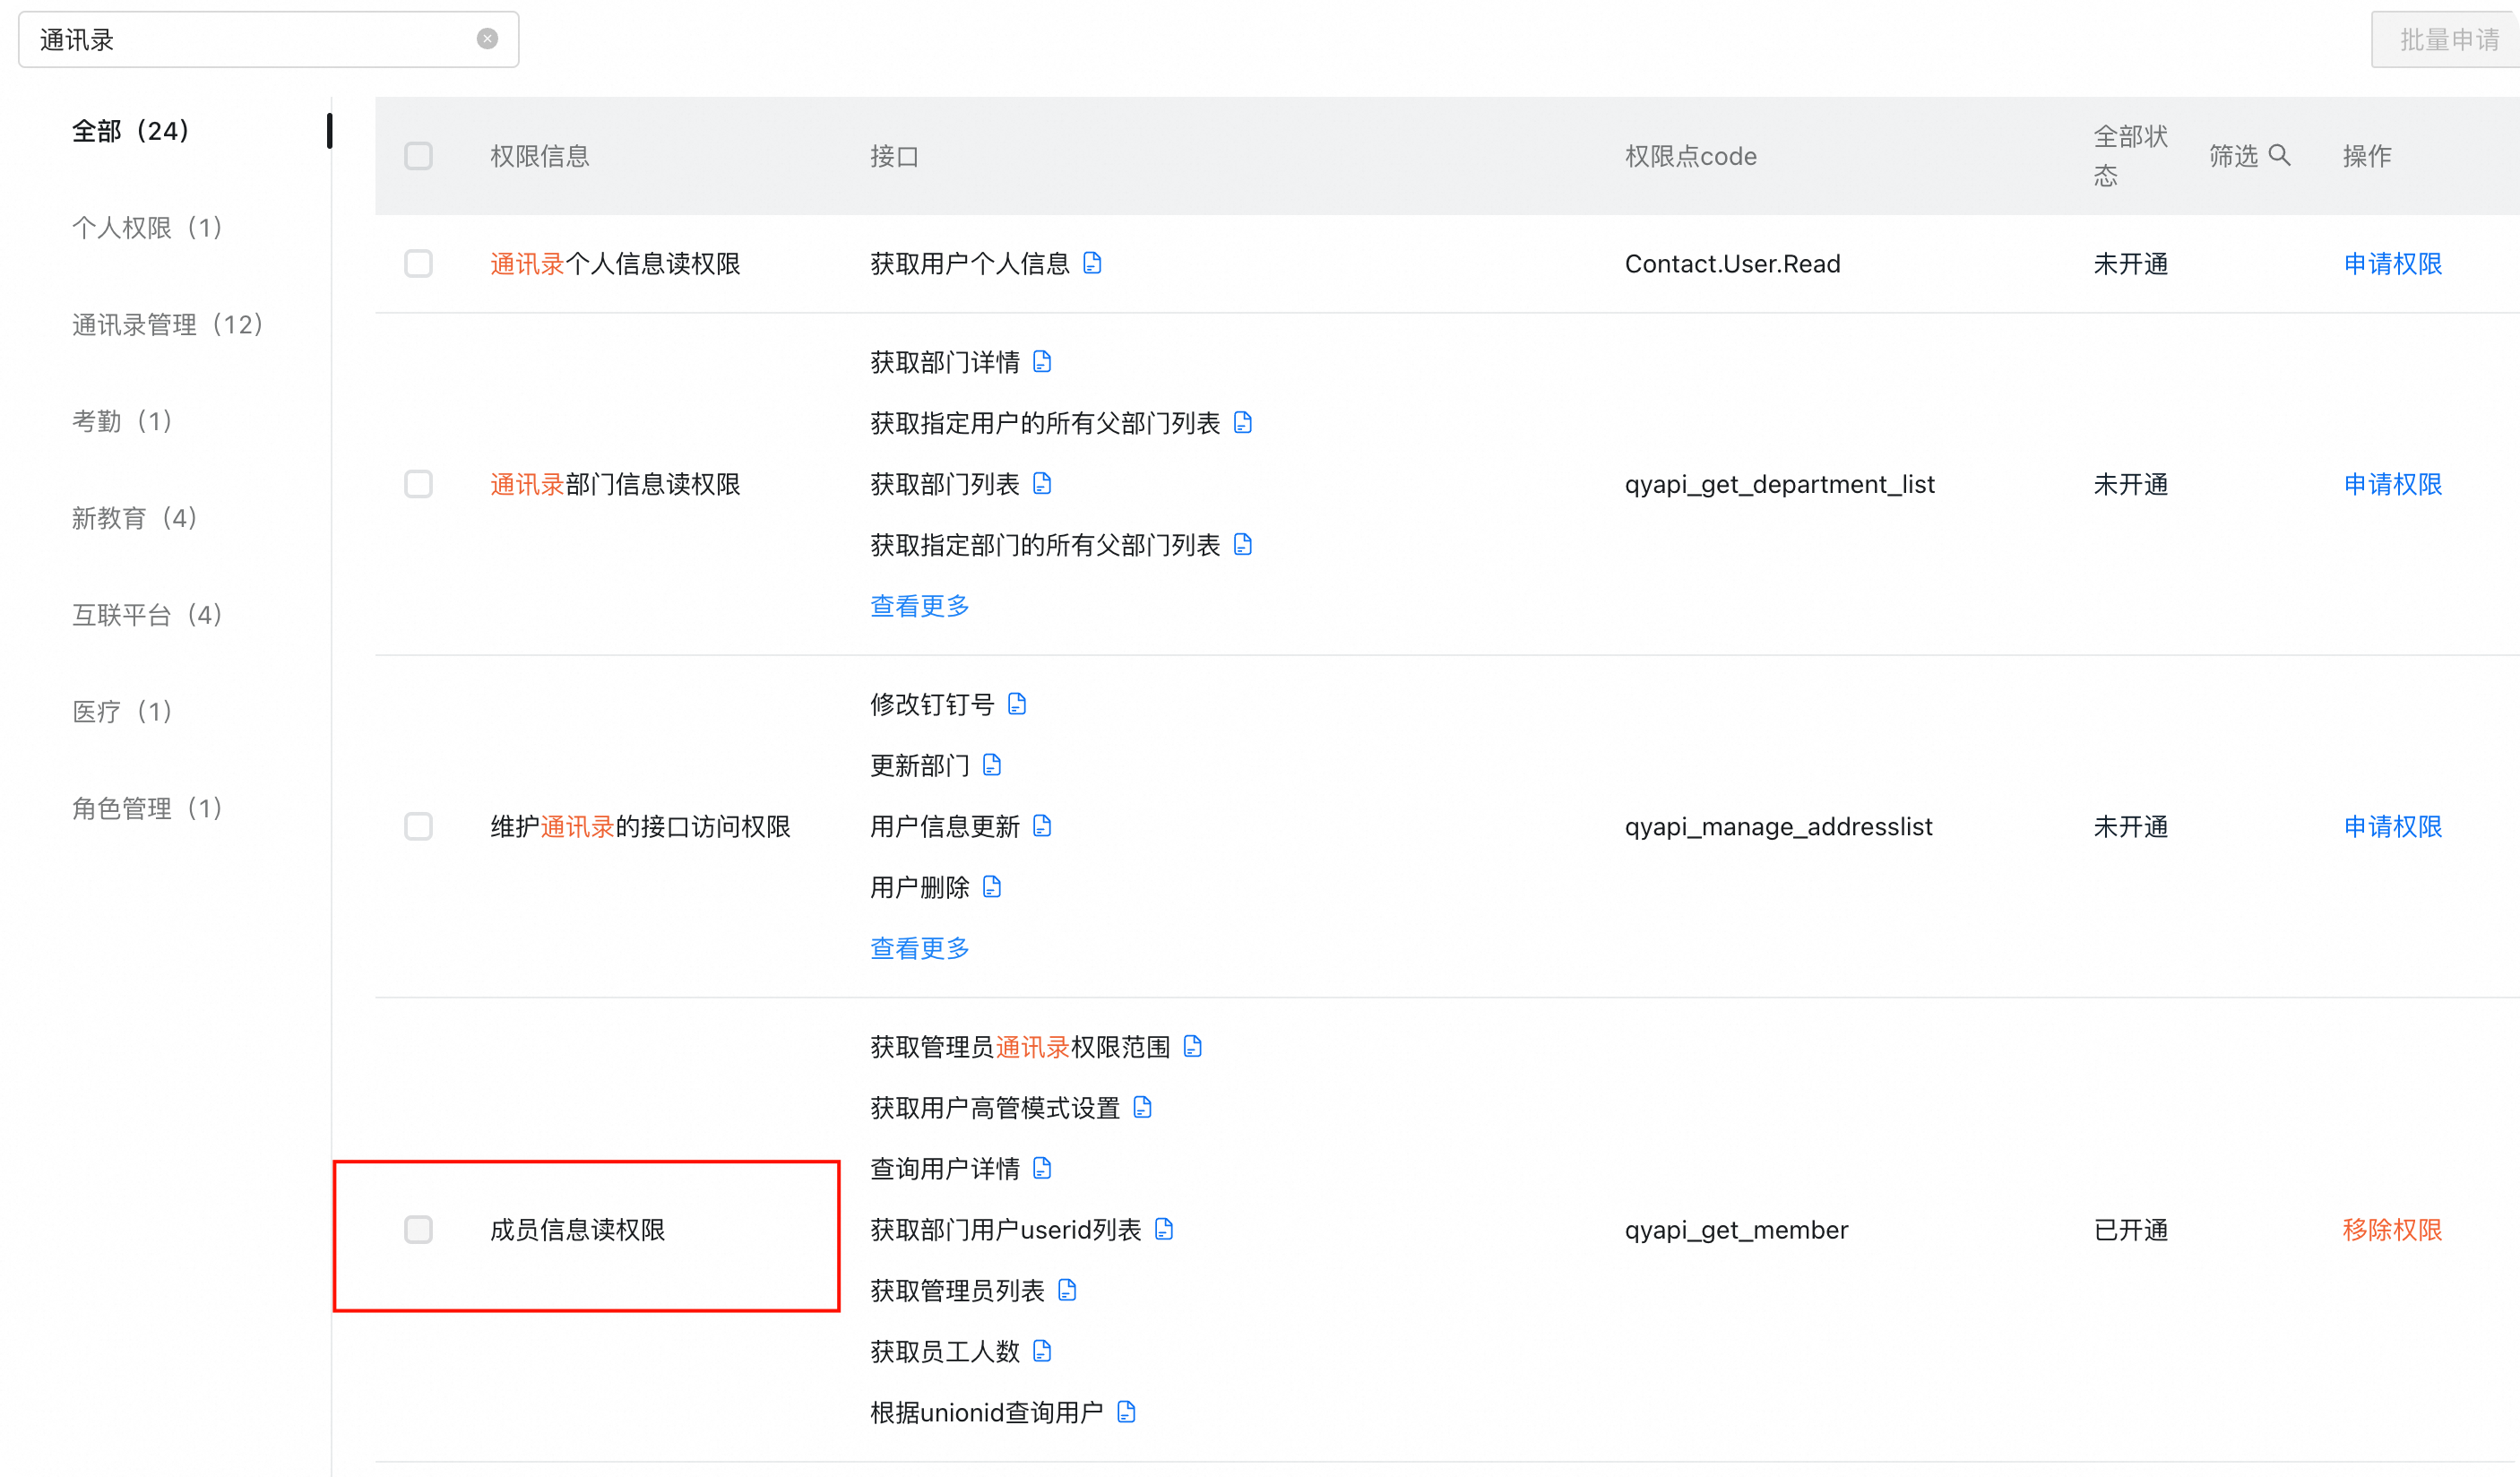 通讯录
批量申请
全部（24）
个人权限（1）
通讯录管理（12）
考勤（1）
新教育（4）
互联平台（4）
医疗（1）
角色管理（1）
权限信息
接口
权限点code
全部状
态
筛选
操作
通讯录个人信息读权限
获取用户个人信息
Contact.User.Read
未开通
申请权限
通讯录部门信息读权限
获取部门详情
获取指定用户的所有父部门列表
获取部门列表
获取指定部门的所有父部门列表
查看更多
qyapi_get_department_list
未开通
申请权限
维护通讯录的接口访问权限
修改钉钉号
更新部门
用户信息更新
用户删除
查看更多
qyapi_manage_addresslist
未开通
申请权限
成员信息读权限
获取管理员通讯录权限范围
获取用户高管模式设置
查询用户详情
获取部门用户userid列表
获取管理员列表
获取员工人数
根据unionid查询用户
qyapi_get_member
已开通
移除权限